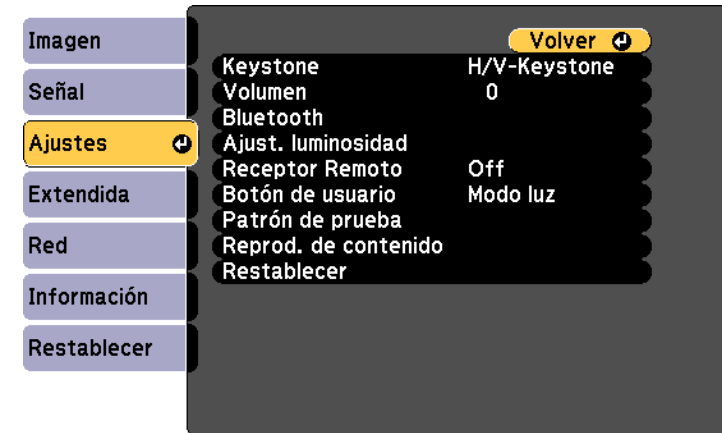 Imagen
Señal
Ajustes
Extendida
Red
Información
Restablecer
Volver
Keystone H/V-Keystone
Volumen 0
Bluetooth
Ajust. luminosidad
Receptor Remoto Off
Botón de usuario Modo luz
Patrón de prueba
Reprod. de contenido
Restablecer